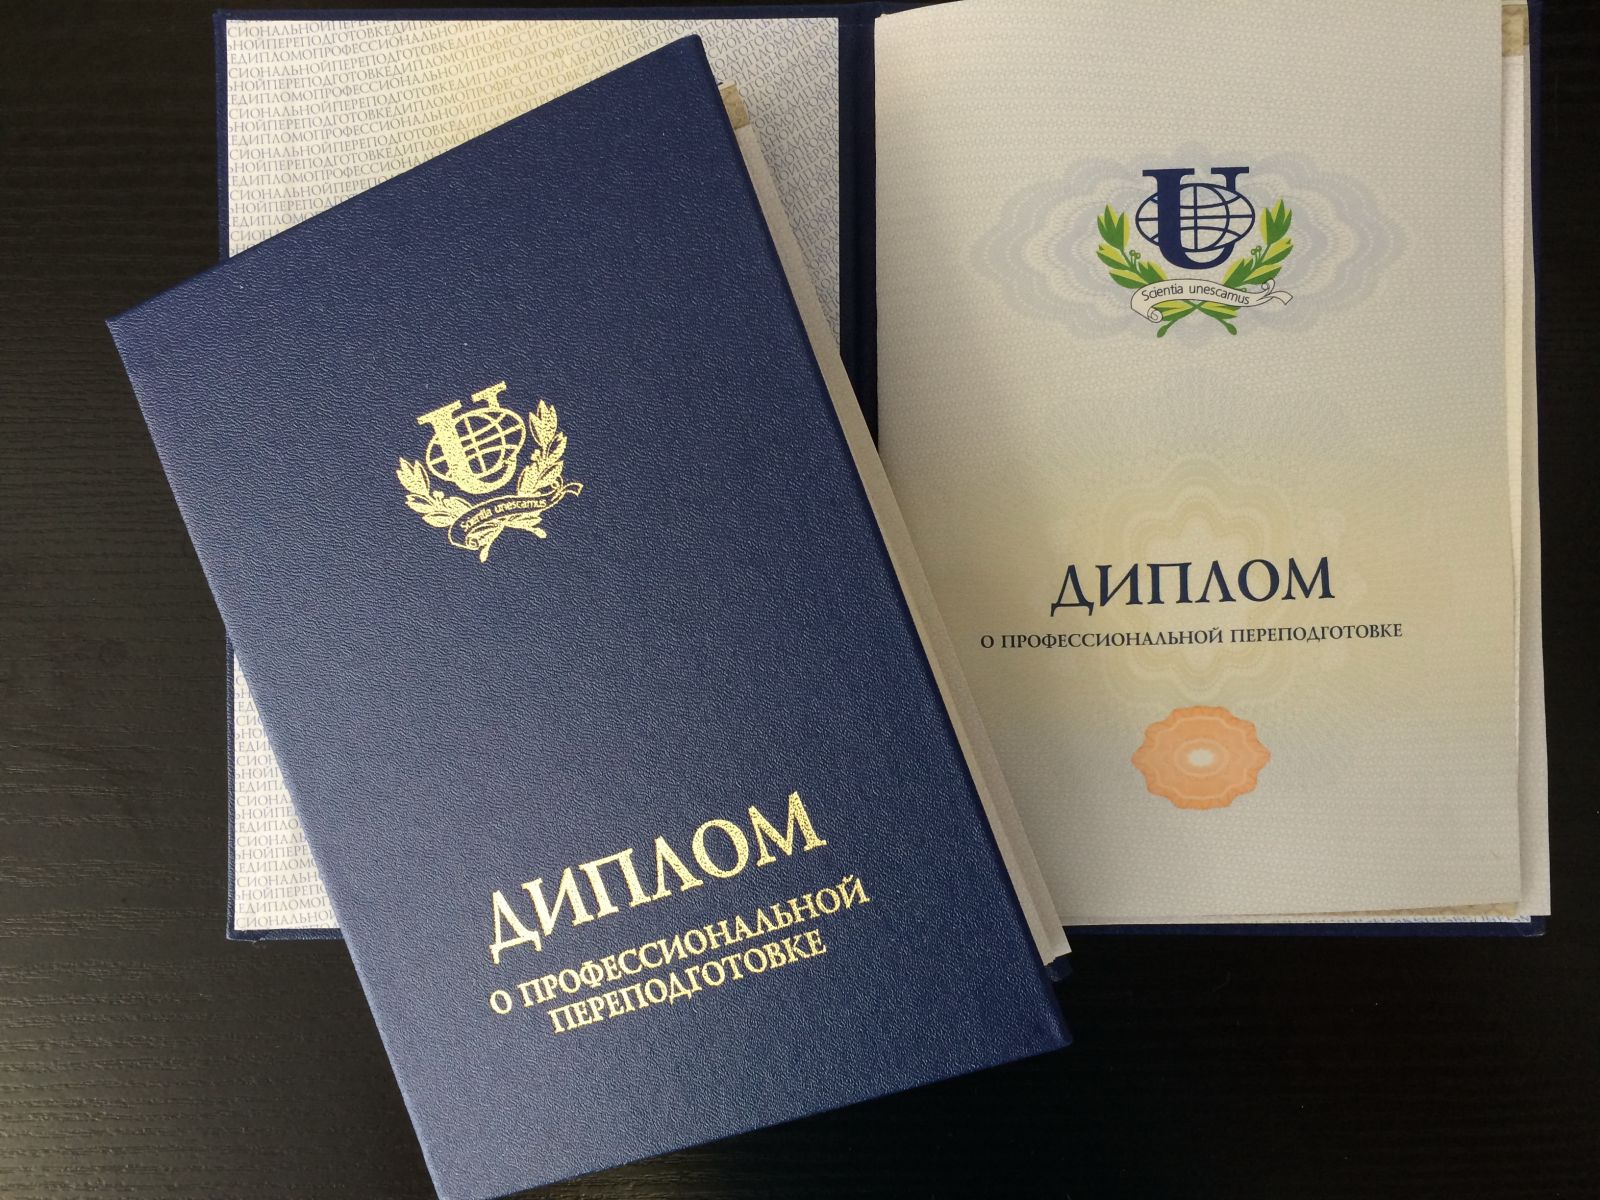 Scientia unescamus
ДИПЛОМ
О ПРОФЕССИОНАЛЬНОЙ
ПЕРЕПОДГОТОВКЕ
U
Scientia unescamus
ДИПЛОМ
О ПРОФЕССИОНАЛЬНОЙ ПЕРЕПОДГОТОВКЕ